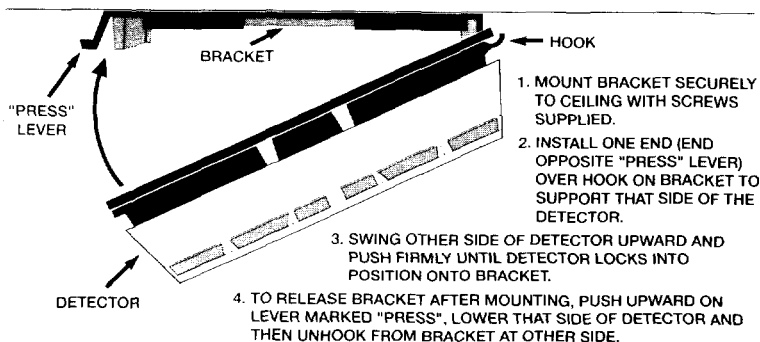 BRACKET
HOOK
"PRESS"
LEVER
1. MOUNT BRACKET SECURELY
TO CEILING WITH SCREWS
SUPPLIED.
2. INSTALL ONE END (END
OPPOSITE "PRESS" LEVER)
OVER HOOK ON BRACKET TO
SUPPORT THAT SIDE OF THE
DETECTOR.
3. SWING OTHER SIDE OF DETECTOR UPWARD AND
PUSH FIRMLY UNTIL DETECTOR LOCKS INTO
POSITION ONTO BRACKET.
DETECTOR
4. TO RELEASE BRACKET AFTER MOUNTING, PUSH UPWARD ON
LEVER MARKED "PRESS", LOWER THAT SIDE OF DETECTOR AND
THEN UNHOOK FROM BRACKET AT OTHER SIDE.